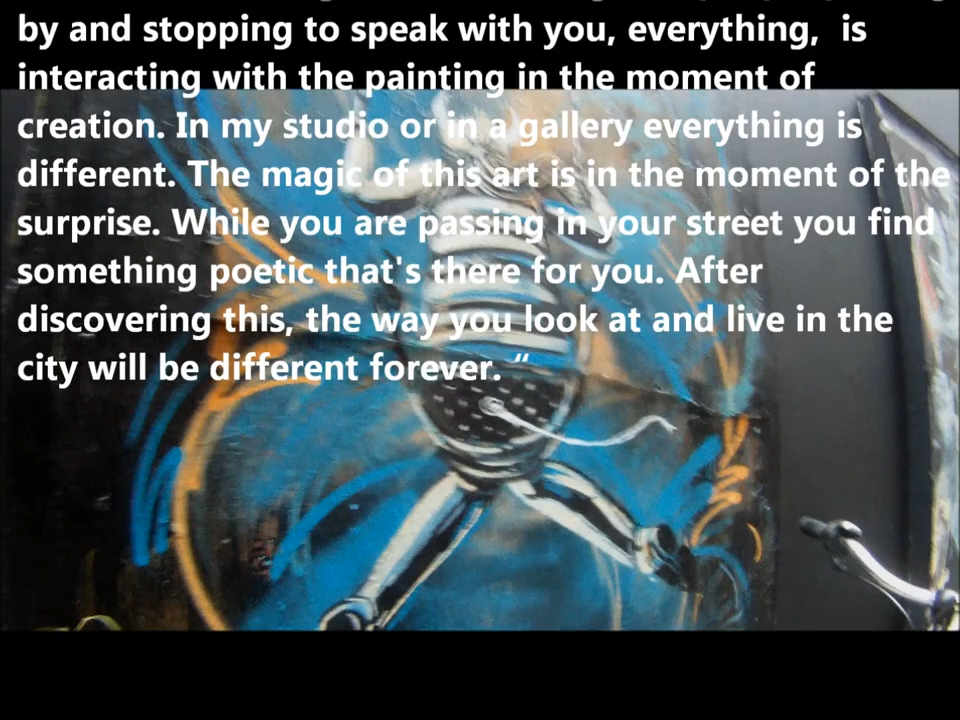 by and stopping to speak with you, everything,  is
interacting with the painting in the moment of
creation. In my studio or in a gallery everything is
different. The magic of this art is in the moment of the
surprise. While you are passing in your street you find
something poetic that's there for you. After
discovering this, the way you look at and live in the
city will be different forever. “